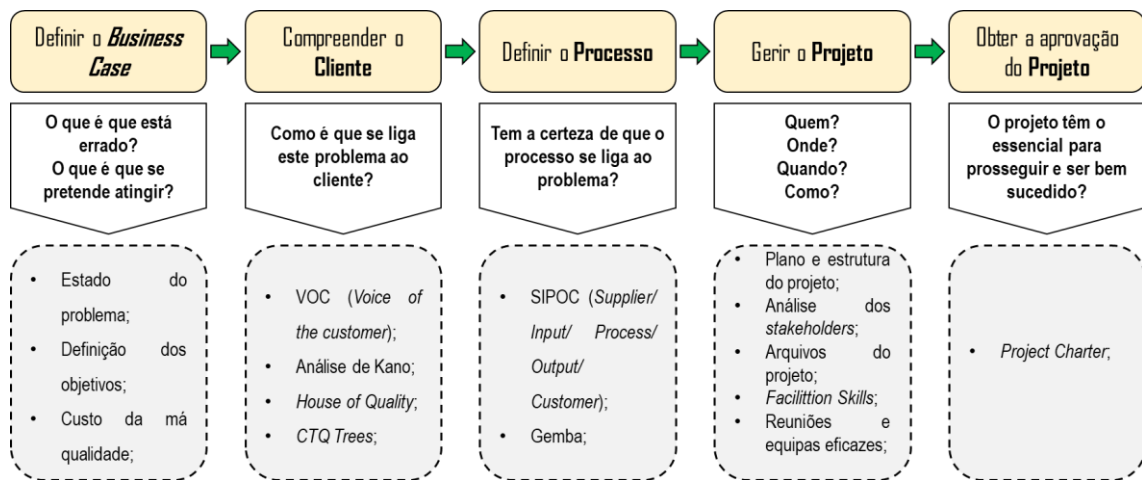 Definir o Business
Case
Compreender o
Cliente
Definir o Processo
Gerir o Projeto
Obter a aprovação
do Projeto
O que é que está
errado?
O que é que se
pretende atingir?
Como é que se liga
este problema ao
cliente?
Tem a certeza de que o
processo se liga ao
problema?
Quem?
Onde?
Quando?
Como?
O projeto têm o
essencial para
prosseguir e ser bem
sucedido?
• Estado do
problema;
• Definição dos
objetivos;
• Custo da má
qualidade;
• VOC (Voice of
the customer);
• Análise de Kano;
• House of Quality;
• CTQ Trees;
• SIPOC (Supplier/
Input/ Process/
Output/
Customer);
• Gemba;
• Plano e estrutura
do projeto;
• Análise dos
stakeholders;
• Arquivos do
projeto;
• Facilittion Skills;
• Reuniões e
equipas eficazes;
• Project Charter;